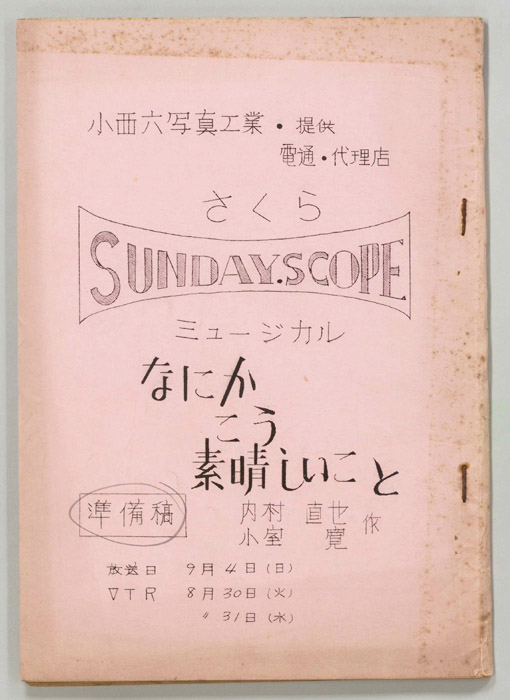 小西六写真工業・提供
電通・代理店
さくら
SUNDAY.SCOPE
ミュージカル
なにか
こう
素晴しいこと
準備稿
内村 直也
小室 寛 作
放送日 9月4日(日)
VTR 8月30日(火)
〃31日(水)